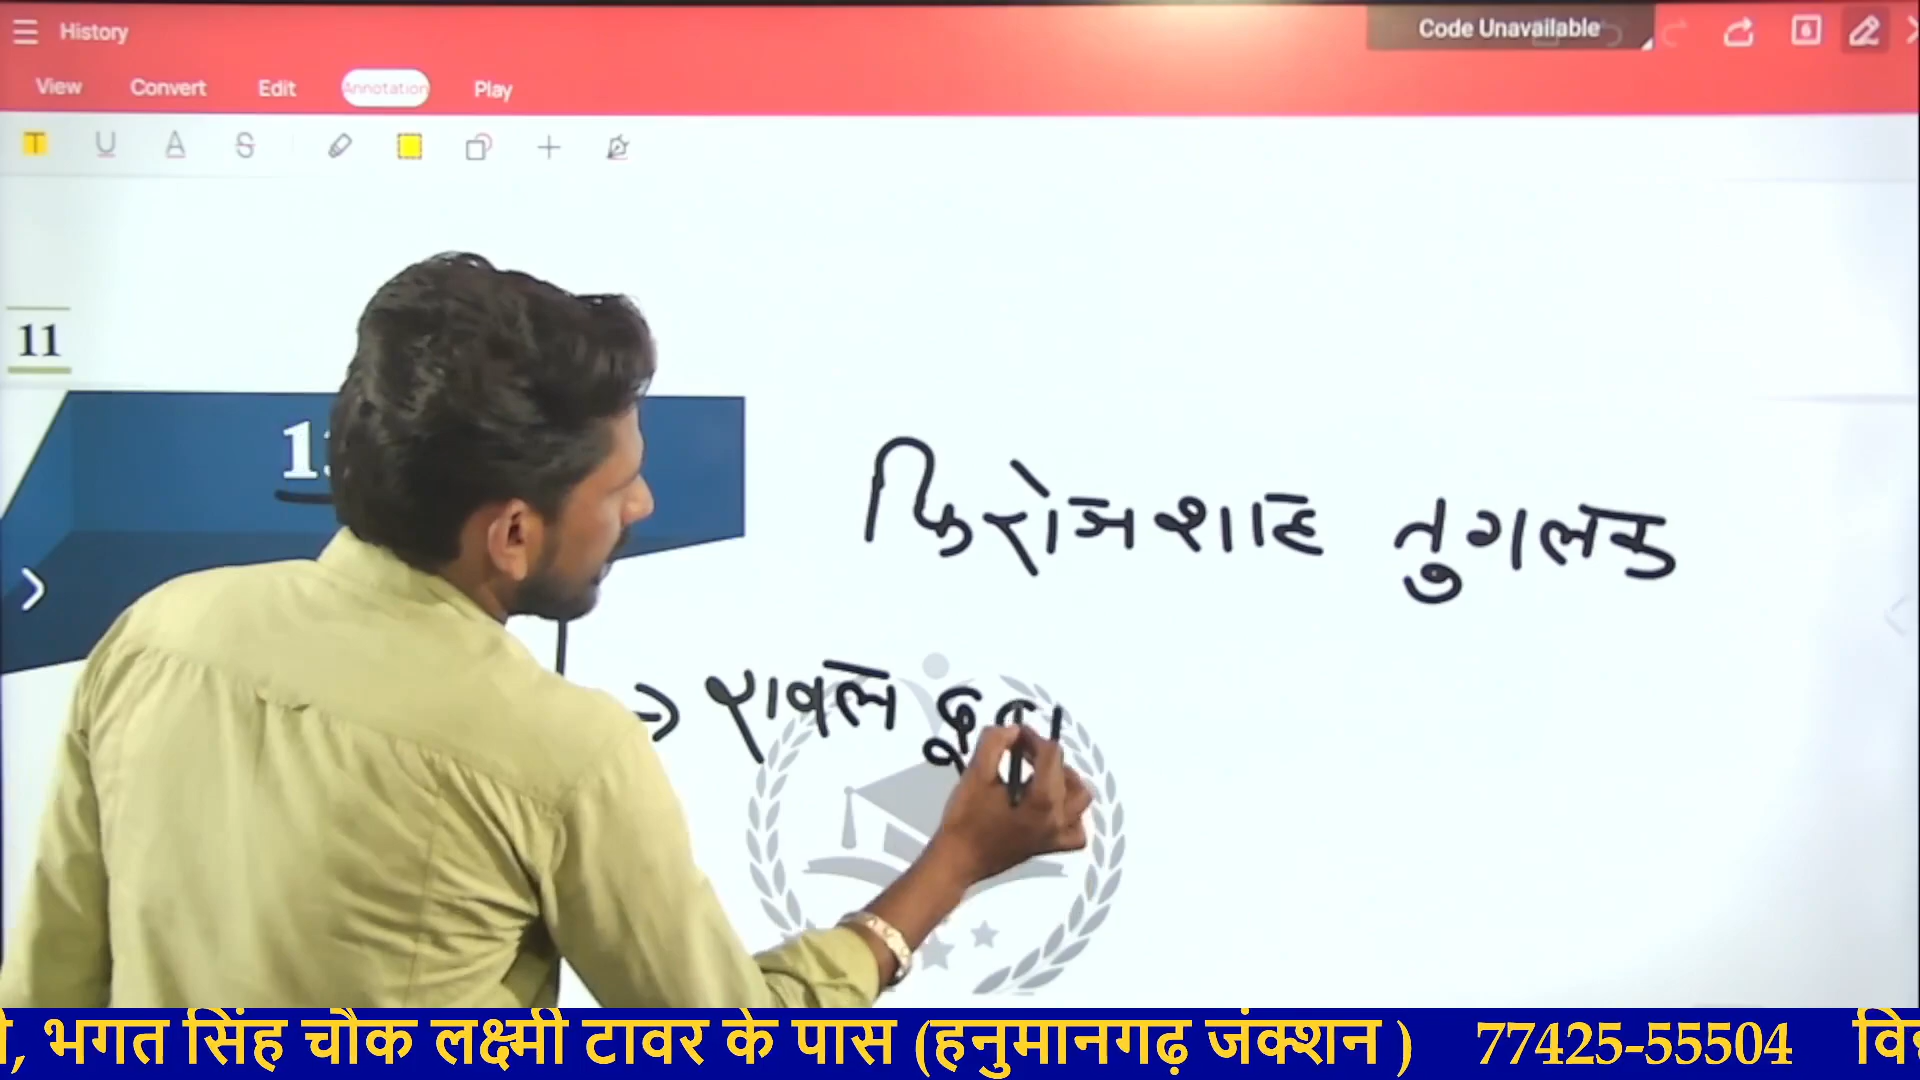 History
Code Unavailable
6
View Convert Edit Annotation Play
T U A S
11
फिरोजशाह तुगलक
→ रावल दूदा
भगत सिंह चौक लक्ष्मी टावर के पास (हनुमानगढ़ जंक्शन ) 77425-55504